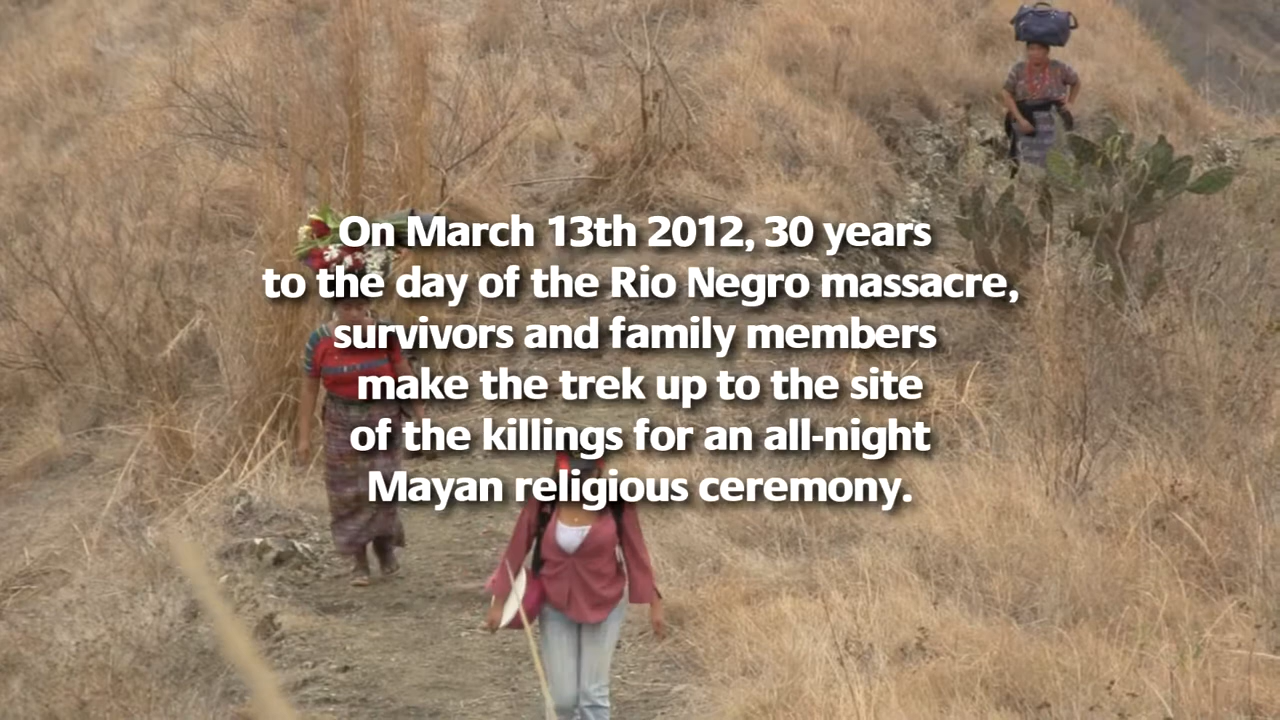 On March 13th 2012, 30 years
to the day of the Rio Negro massacre,
survivors and family members
make the trek up to the site
of the killings for an all-night
Mayan religious ceremony.